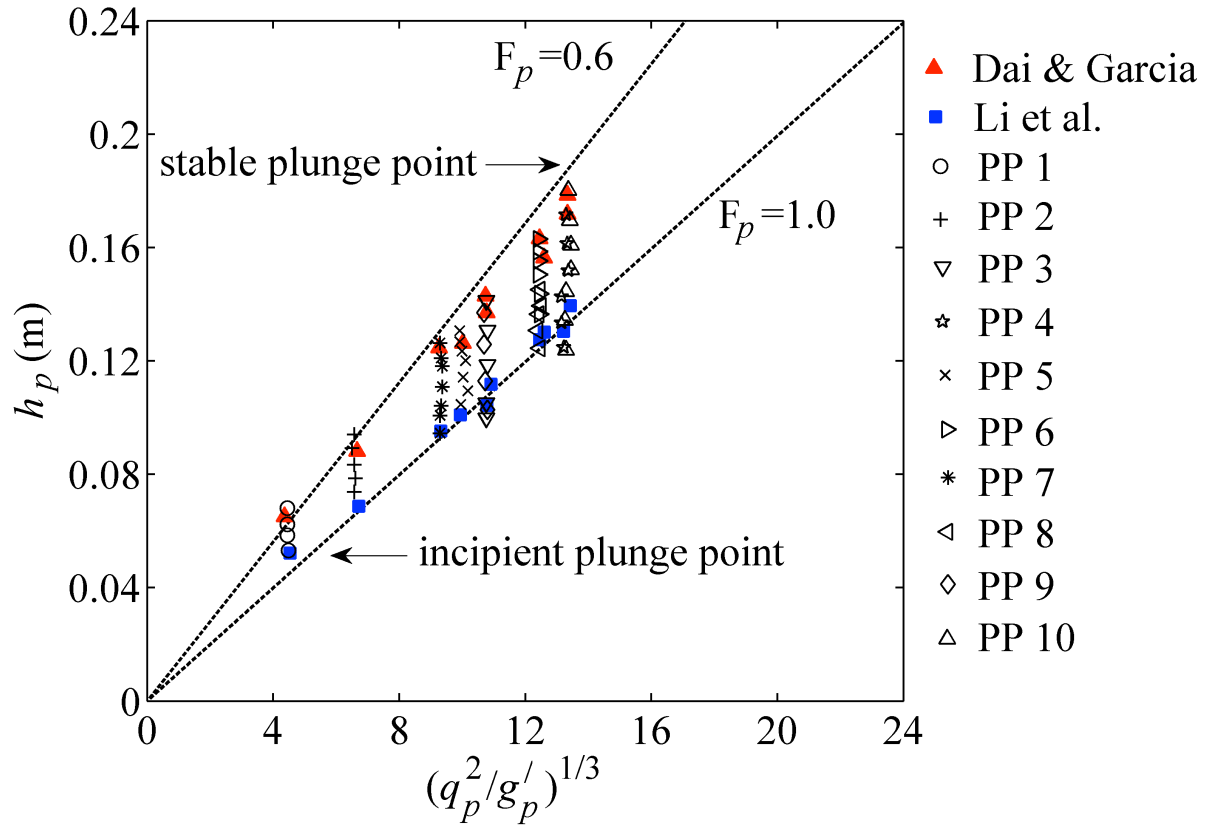 0.24
0.2
0.16
0.12
0.08
0.04
0
h_p (m)
F_p=0.6
stable plunge point
F_p=1.0
incipient plunge point
0 4 8 12 16 20 24
(q_p^2/g_p^/)^1/3
Dai & Garcia
Li et al.
PP 1
PP 2
PP 3
PP 4
PP 5
PP 6
PP 7
PP 8
PP 9
PP 10